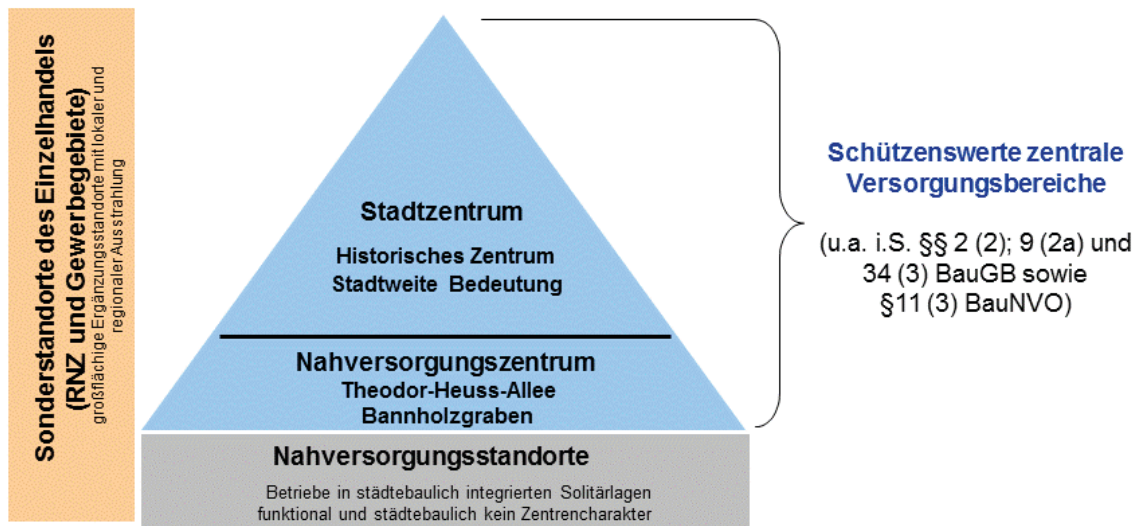 Sonderstandorte des Einzelhandels
(RNZ und Gewerbegebiete)
großflächige Ergänzungsstandorte mit lokaler und
regionaler Ausstrahlung
Stadtzentrum
Historisches Zentrum
Stadtweite Bedeutung
Nahversorgungszentrum
Theodor-Heuss-Allee
Bannholzgraben
Nahversorgungsstandorte
Betriebe in städtebaulich integrierten Solitärlagen
funktional und städtebaulich kein Zentrencharakter
Schützenswerte zentrale
Versorgungsbereiche
(u.a. i.S. §§ 2 (2); 9 (2a) und
34 (3) BauGB sowie
§11 (3) BauNVO)